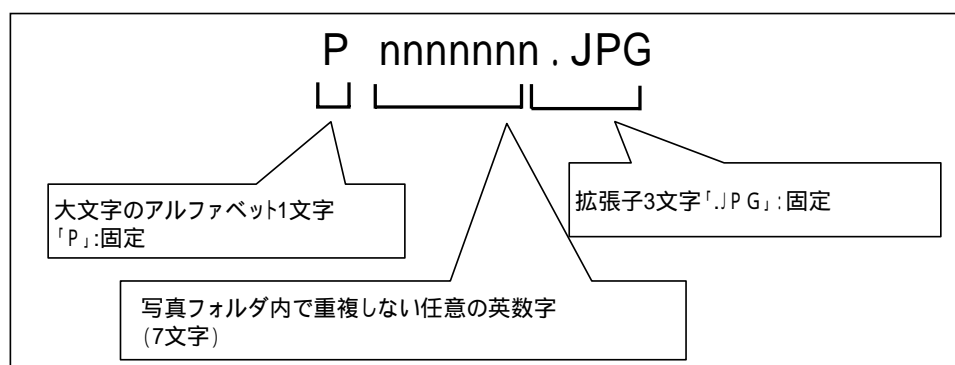 P nnnnnnn.JPG
大文字のアルファベット1文字
「P」:固定
拡張子3文字「.JPG」:固定
写真フォルダ内で重複しない任意の英数字
(7文字)